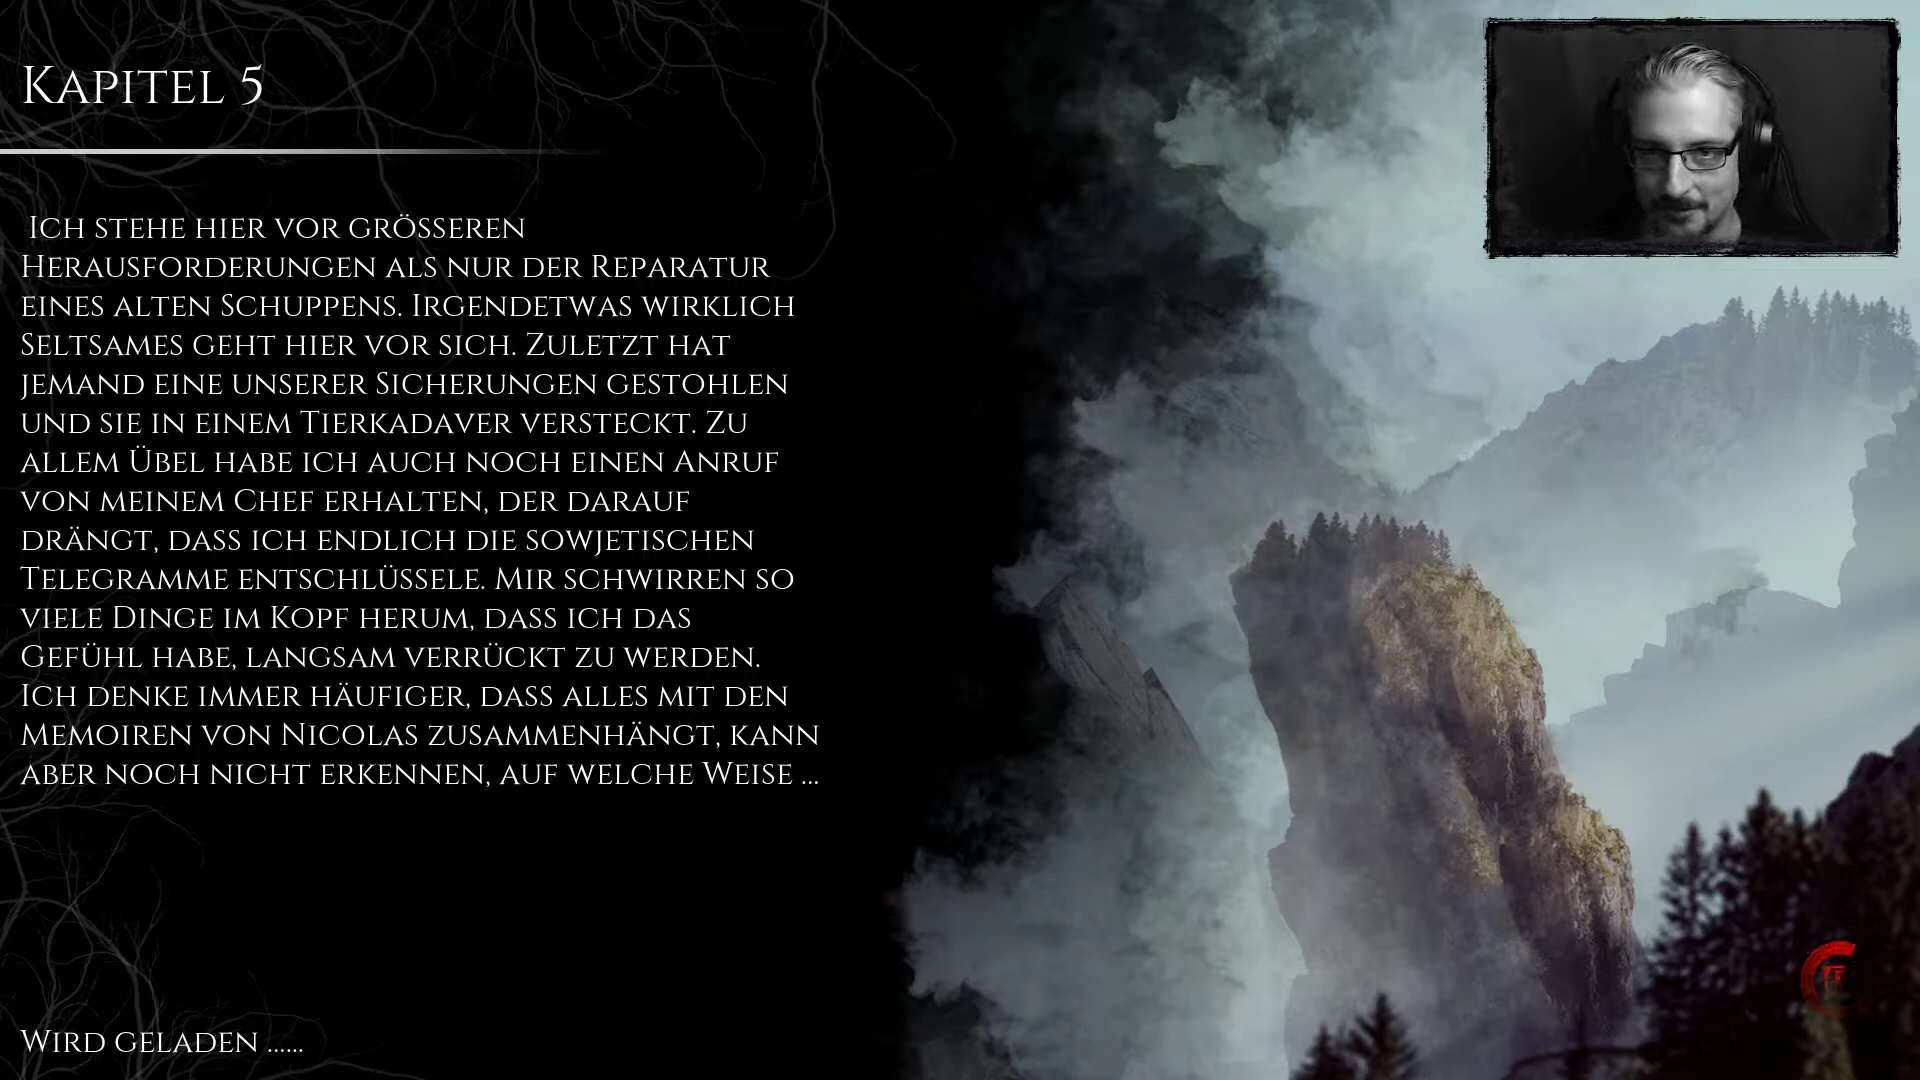 Kapitel 5
Ich stehe hier vor grösseren
Herausforderungen als nur der Reparatur
eines alten Schuppens. Irgendetwas wirklich
Seltsames geht hier vor sich. Zuletzt hat
jemand eine unserer Sicherungen gestohlen
und sie in einem Tierkadaver versteckt. Zu
allem Übel habe ich auch noch einen Anruf
von meinem Chef erhalten, der darauf
drängt, dass ich endlich die sowjetischen
Telegramme entschlüssele. Mir schwirren so
viele Dinge im Kopf herum, dass ich das
Gefühl habe, langsam verrückt zu werden.
Ich denke immer häufiger, dass alles mit den
Memoiren von Nicolas zusammenhängt, kann
aber noch nicht erkennen, auf welche Weise ...
Wird geladen ......